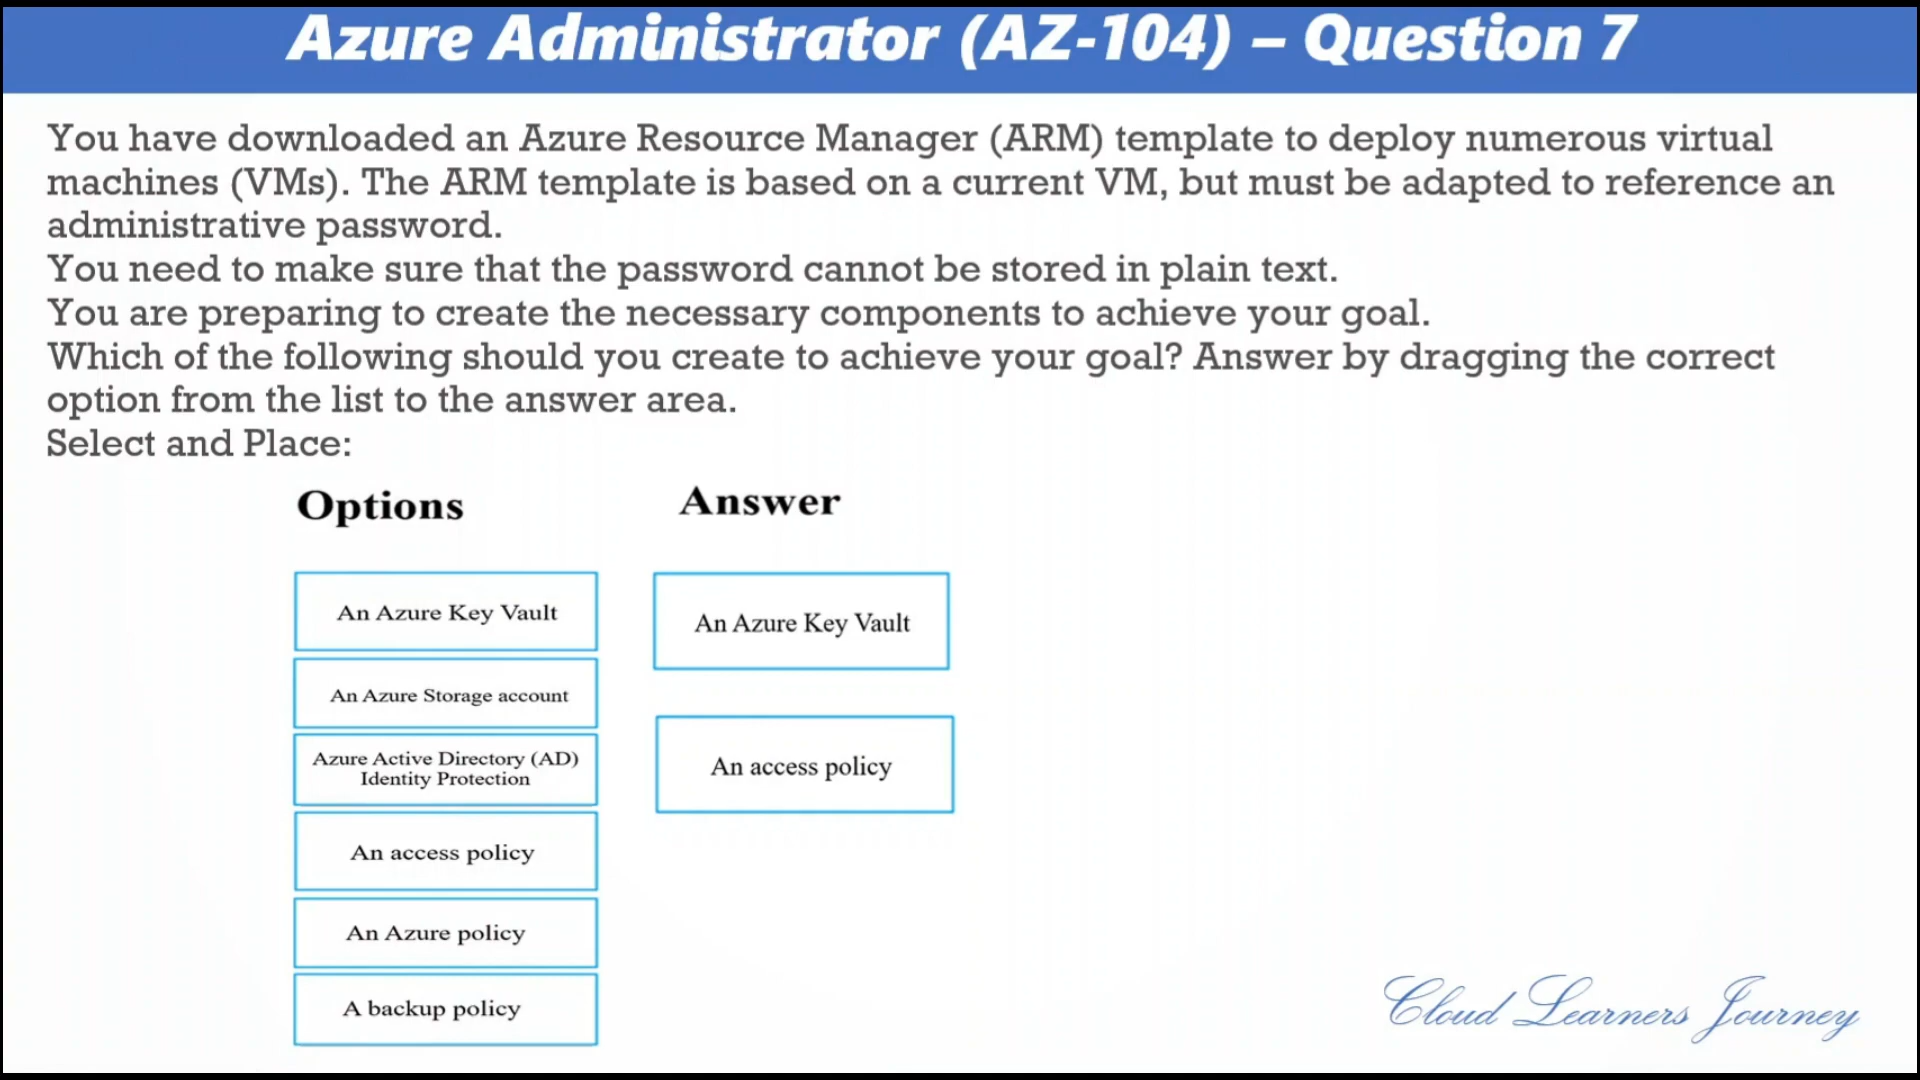 Azure Administrator (AZ-104) – Question 7
You have downloaded an Azure Resource Manager (ARM) template to deploy numerous virtual
machines (VMs). The ARM template is based on a current VM, but must be adapted to reference an
administrative password.
You need to make sure that the password cannot be stored in plain text.
You are preparing to create the necessary components to achieve your goal.
Which of the following should you create to achieve your goal? Answer by dragging the correct
option from the list to the answer area.
Select and Place:
Options
An Azure Key Vault
An Azure Storage account
Azure Active Directory (AD)
Identity Protection
An access policy
An Azure policy
A backup policy
Answer
An Azure Key Vault
An access policy
Cloud Learners Journey